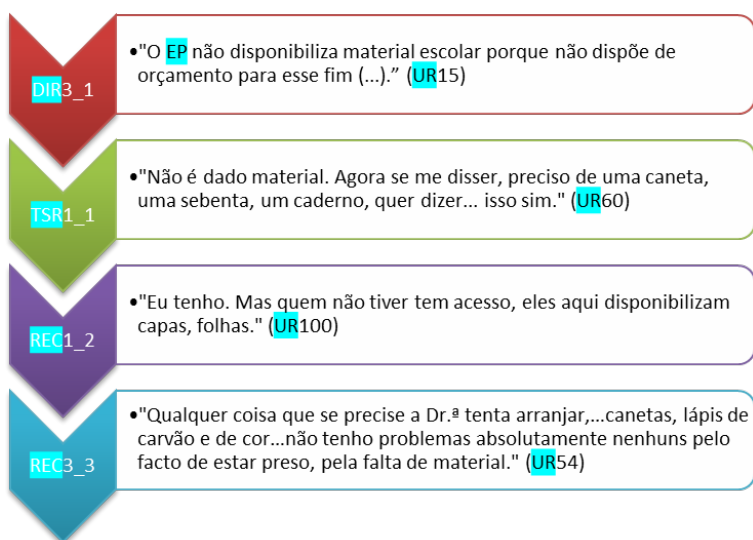 DIR3_1
•"O EP não disponibiliza material escolar porque não dispõe de
orçamento para esse fim (...).” (UR15)
TSR1_1
•"Não é dado material. Agora se me disser, preciso de uma caneta,
uma sebenta, um caderno, quer dizer... isso sim." (UR60)
REC1_2
•"Eu tenho. Mas quem não tiver tem acesso, eles aqui disponibilizam
capas, folhas." (UR100)
REC3_3
•"Qualquer coisa que se precise a Dr.ª tenta arranjar,...canetas, lápis de
carvão e de cor...não tenho problemas absolutamente nenhuns pelo
facto de estar preso, pela falta de material." (UR54)